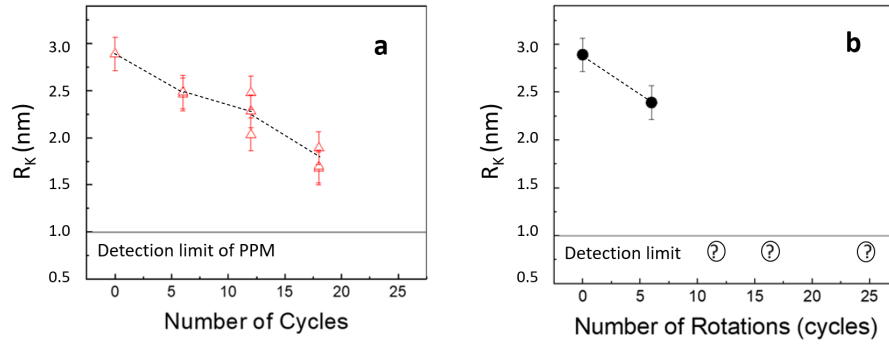 a
3.0
2.5
2.0
1.5
1.0
0.5
R_K (nm)
Detection limit of PPM
0 5 10 15 20 25
Number of Cycles
b
3.0
2.5
2.0
1.5
1.0
0.5
R_K (nm)
Detection limit ? ? ?
0 5 10 15 20 25
Number of Rotations (cycles)